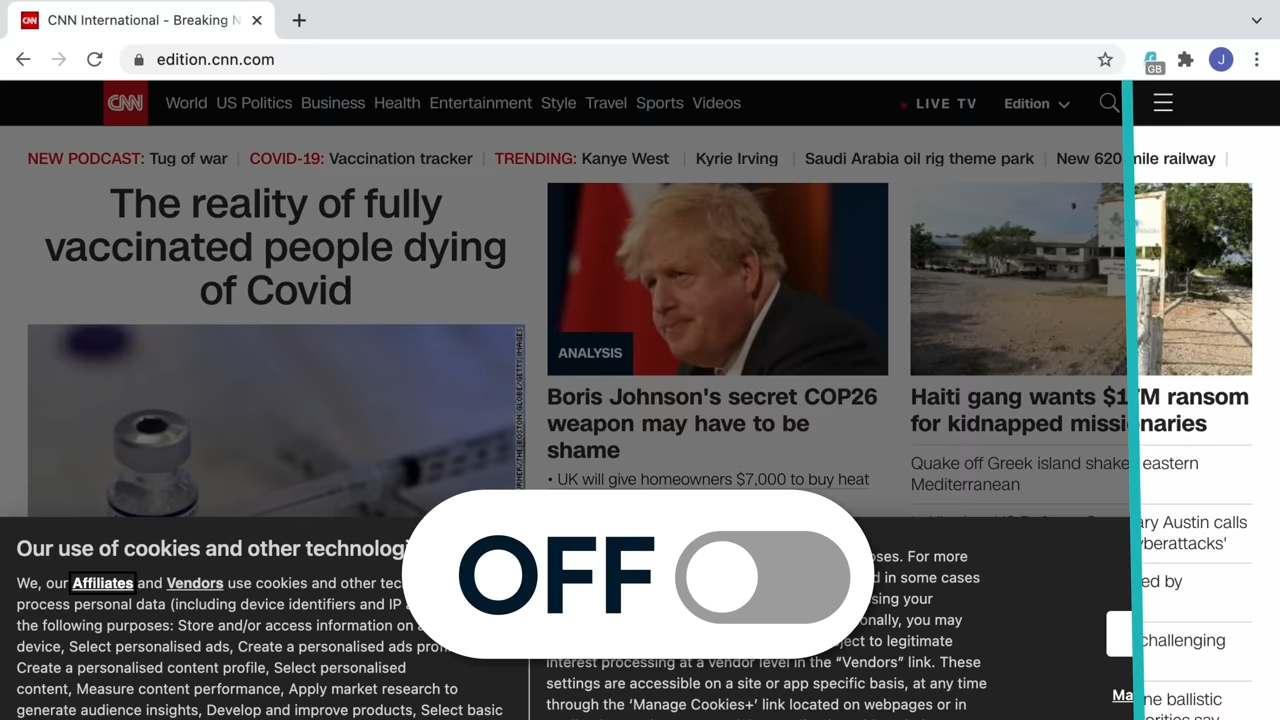 CNN International - Breaking N
edition.cnn.com
GB
J
CNN
World US Politics Business Health Entertainment Style Travel Sports Videos
LIVE TV
Edition
NEW PODCAST: Tug of war
COVID-19: Vaccination tracker
TRENDING: Kanye West
Kyrie Irving
Saudi Arabia oil rig theme park
New 620 mile railway
The reality of fully
vaccinated people dying
of Covid
THE BOSTON GLOBE/GETTY IMAGES
ANALYSIS
Boris Johnson's secret COP26
weapon may have to be
shame
• UK will give homeowners $7,000 to buy heat
Haiti gang wants $17M ransom
for kidnapped missionaries
Quake off Greek island shakes eastern
Mediterranean
ary Austin calls
yberattacks'
ed by
challenging
ne ballistic
Our use of cookies and other technologi
We, our Affiliates and Vendors use cookies and other tec
process personal data (including device identifiers and IP
the following purposes: Store and/or access information on
device, Select personalised ads, Create a personalised ads pro
Create a personalised content profile, Select personalised
content, Measure content performance, Apply market research to
generate audience insights, Develop and improve products, Select basic
oses. For more
d in some cases
sing your
onally, you may
ject to legitimate
interest processing at a vendor level in the “Vendors” link. These
settings are accessible on a site or app specific basis, at any time
through the ‘Manage Cookies+’ link located on webpages or in
Ma
OFF